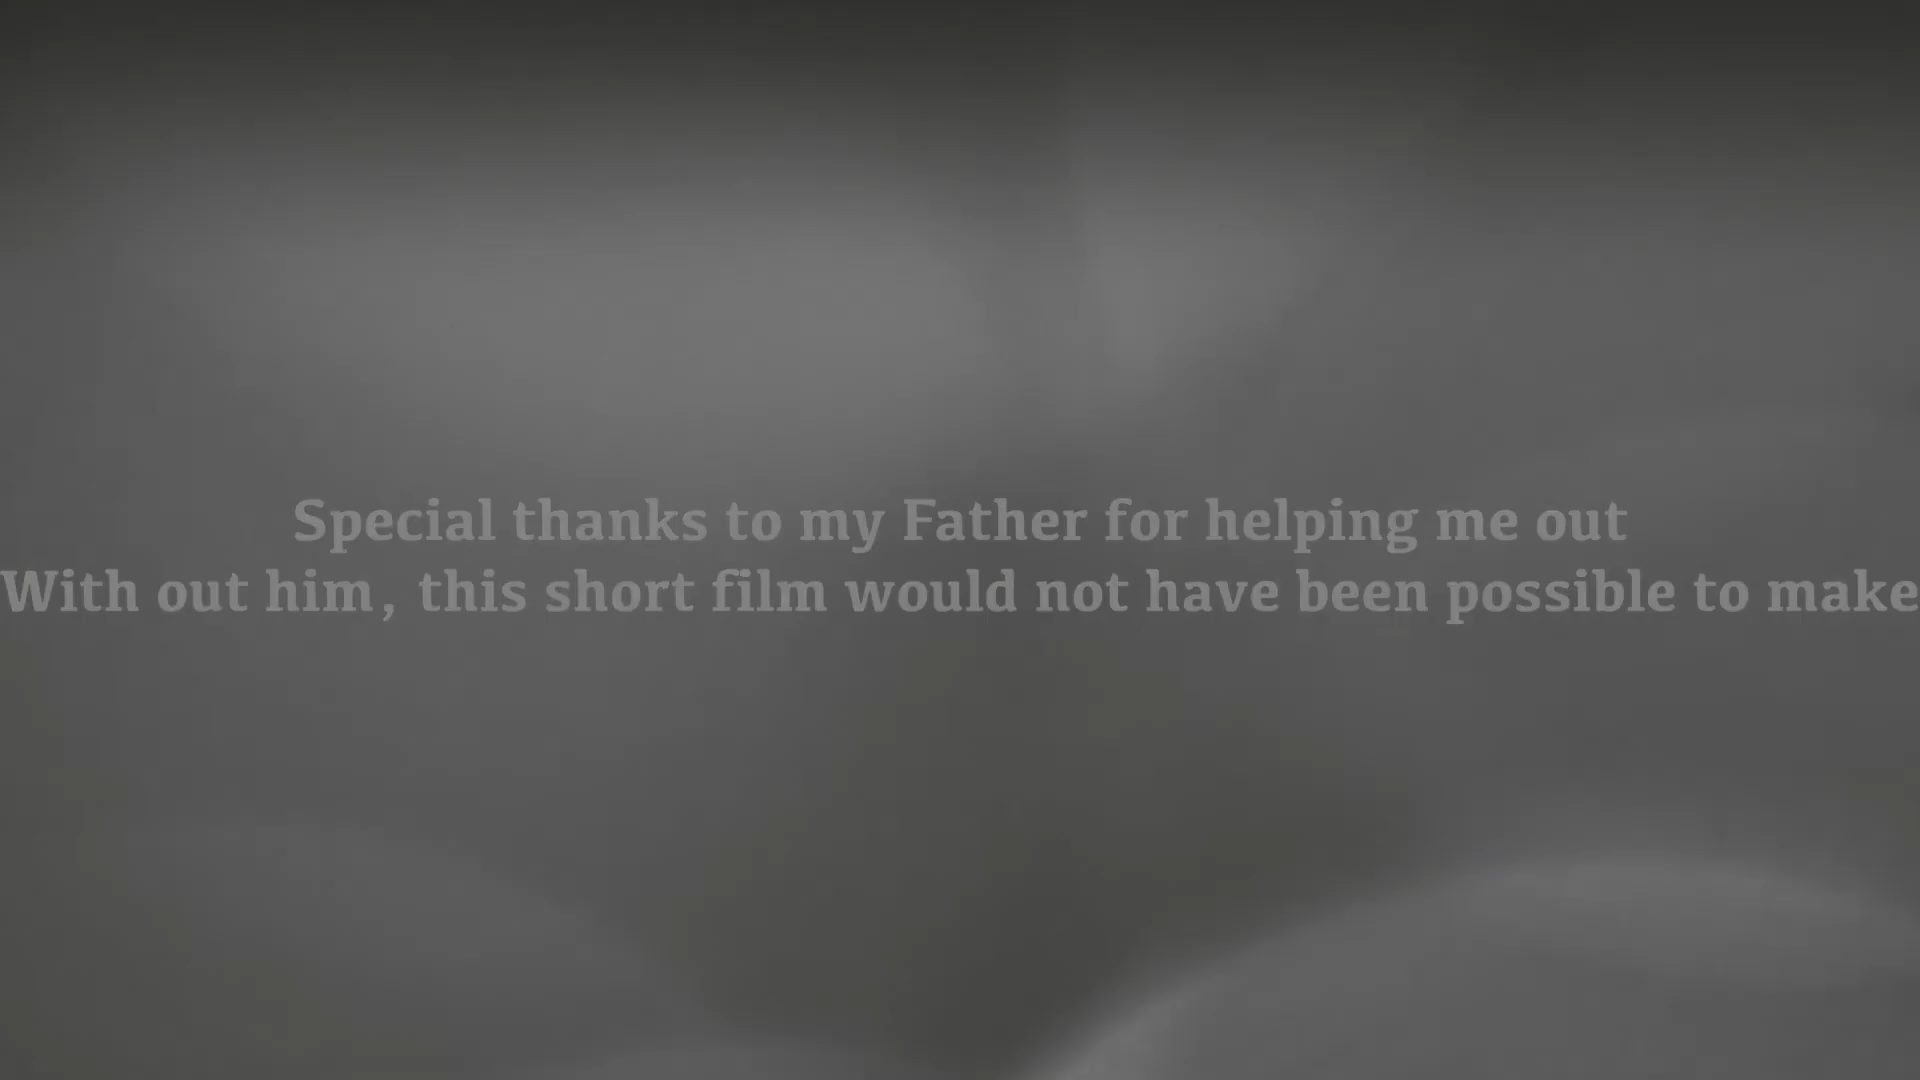 Special thanks to my Father for helping me out
With out him, this short film would not have been possible to make